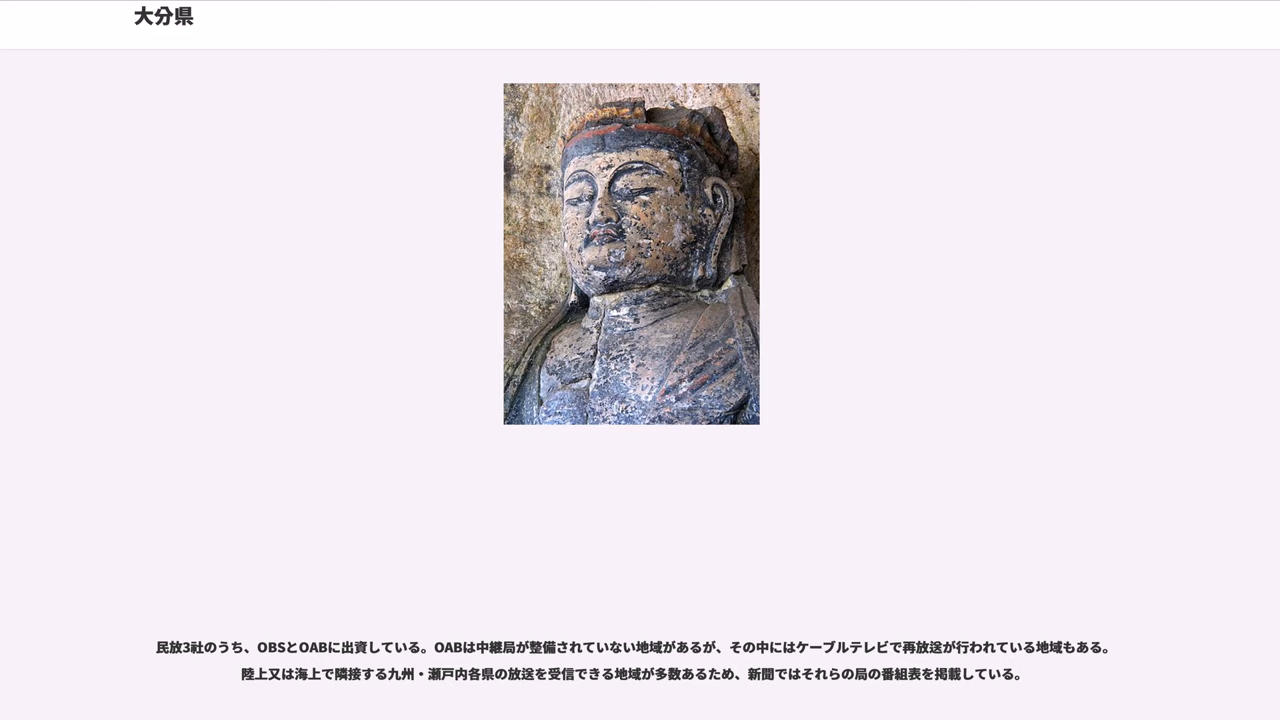 大分県
民放3社のうち、OBSとOABに出資している。OABは中継局が整備されていない地域があるが、その中にはケーブルテレビで再放送が行われている地域もある。
陸上又は海上で隣接する九州・瀬戸内各県の放送を受信できる地域が多数あるため、新聞ではそれらの局の番組表を掲載している。